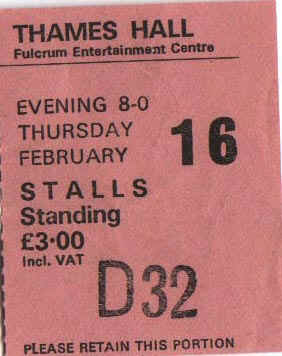 THAMES HALL
Fulcrum Entertainment Centre
EVENING 8-0
THURSDAY
FEBRUARY 16
STALLS
Standing
£3·00
Incl. VAT
D32
PLEASE RETAIN THIS PORTION